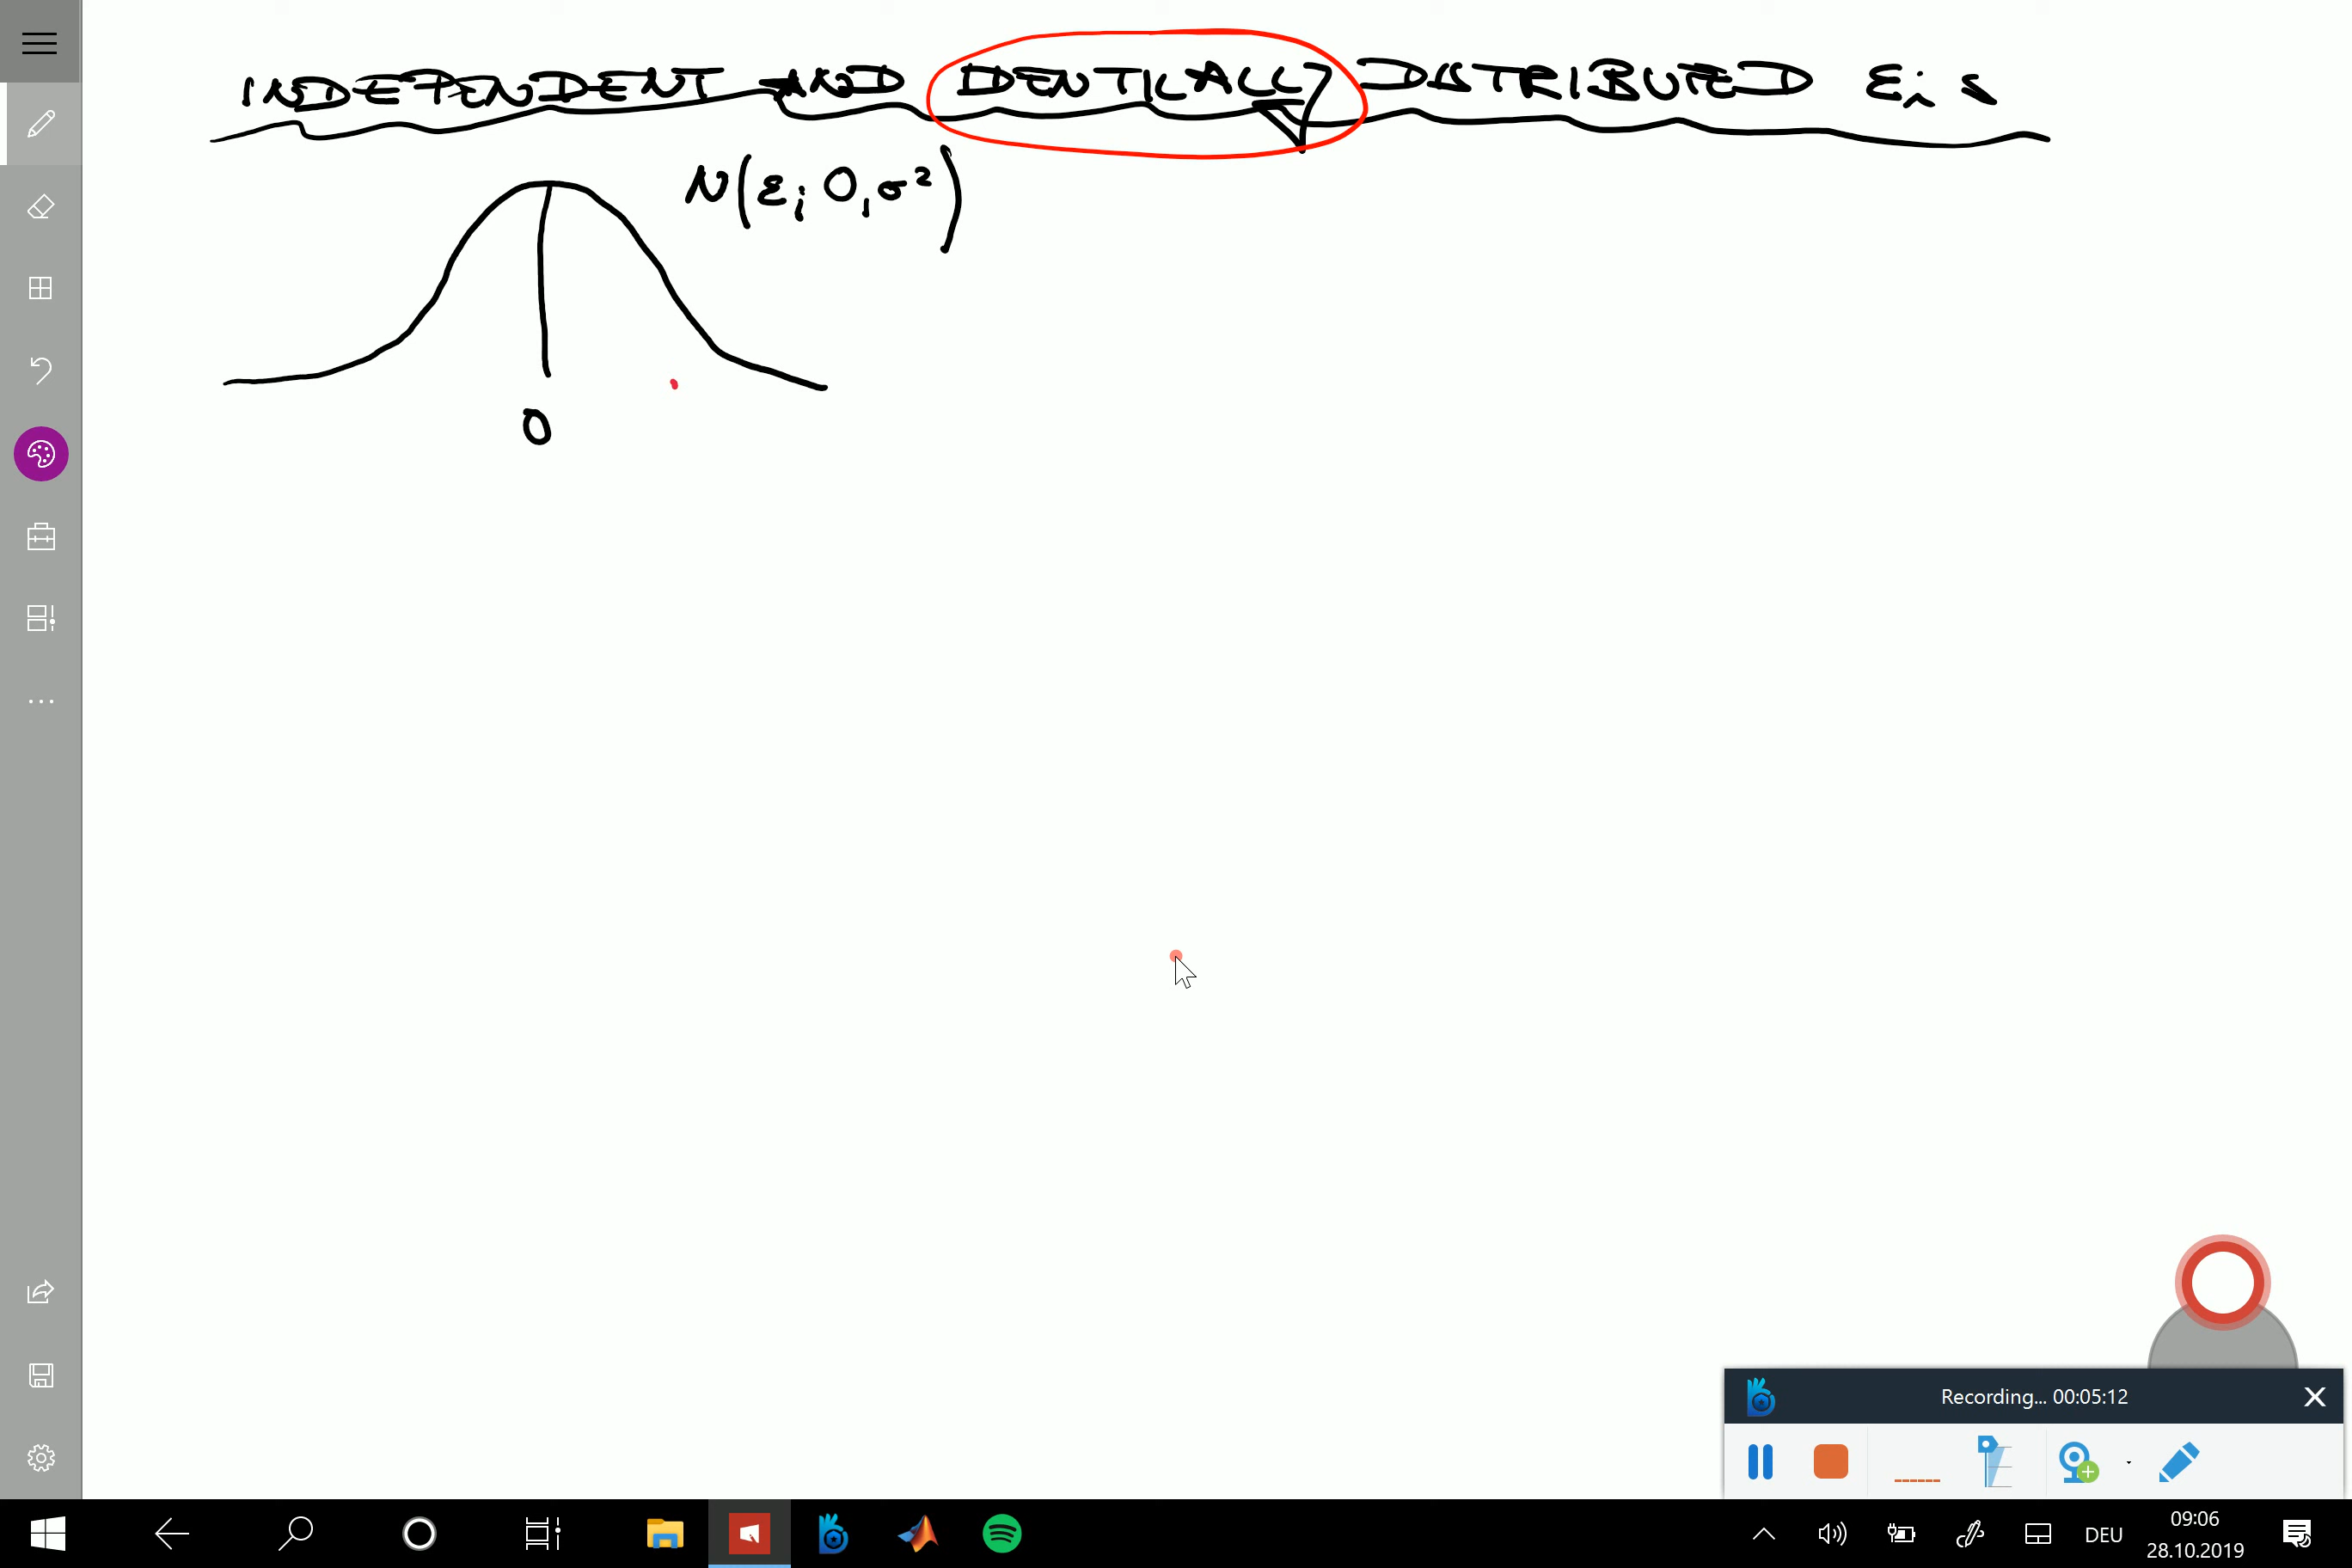 INDEPENDENT AND IDENTICALLY DISTRIBUTED εi s
N(εi; 0, σ²)
0
Recording... 00:05:12
DEU
09:06
28.10.2019